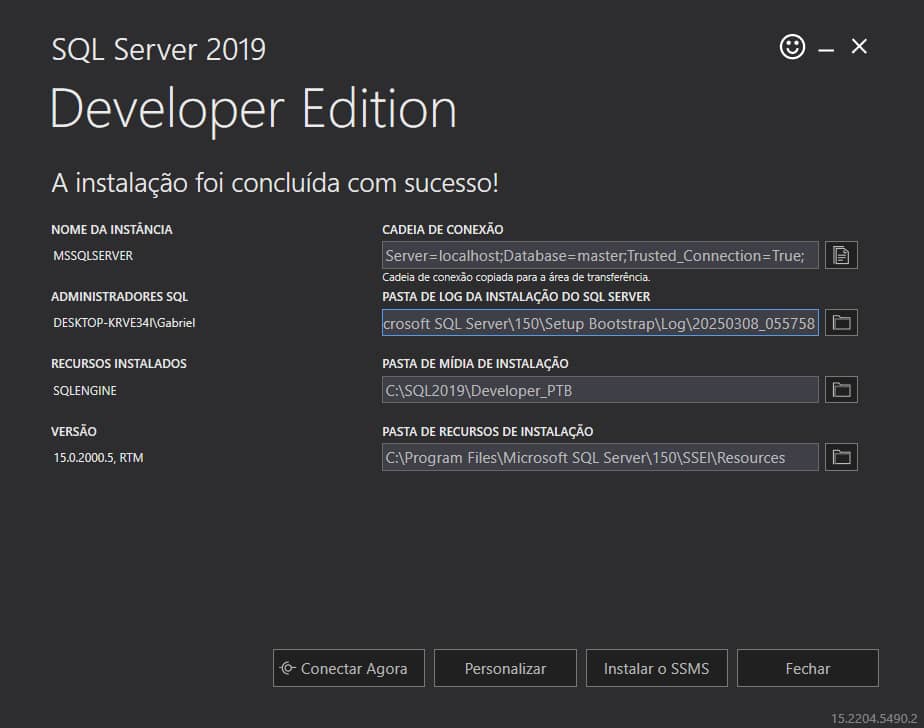 SQL Server 2019
Developer Edition
A instalação foi concluída com sucesso!
NOME DA INSTÂNCIA
MSSQLSERVER
CADEIA DE CONEXÃO
Server=localhost;Database=master;Trusted_Connection=True;
Cadeia de conexão copiada para a área de transferência.
ADMINISTRADORES SQL
DESKTOP-KRVE34I\Gabriel
PASTA DE LOG DA INSTALAÇÃO DO SQL SERVER
crosoft SQL Server\150\Setup Bootstrap\Log\20250308_055758
RECURSOS INSTALADOS
SQLENGINE
PASTA DE MÍDIA DE INSTALAÇÃO
C:\SQL2019\Developer_PTB
VERSÃO
15.0.2000.5, RTM
PASTA DE RECURSOS DE INSTALAÇÃO
C:\Program Files\Microsoft SQL Server\150\SSEI\Resources
Conectar Agora
Personalizar
Instalar o SSMS
Fechar
15.2204.5490.2